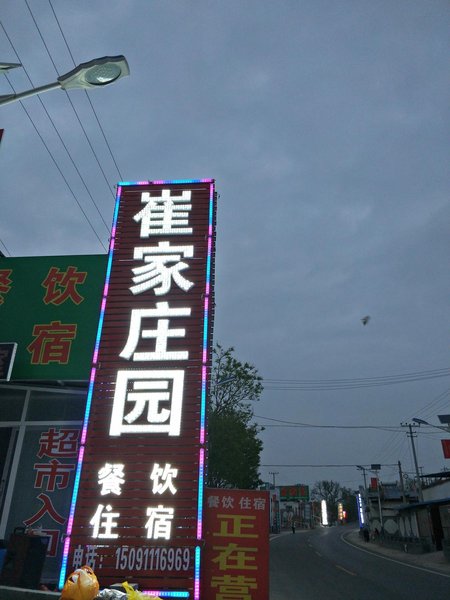 崔家庄园
餐饮
住宿
电话：15091116969
餐饮
宿
超市入口
餐饮 住宿
正在营